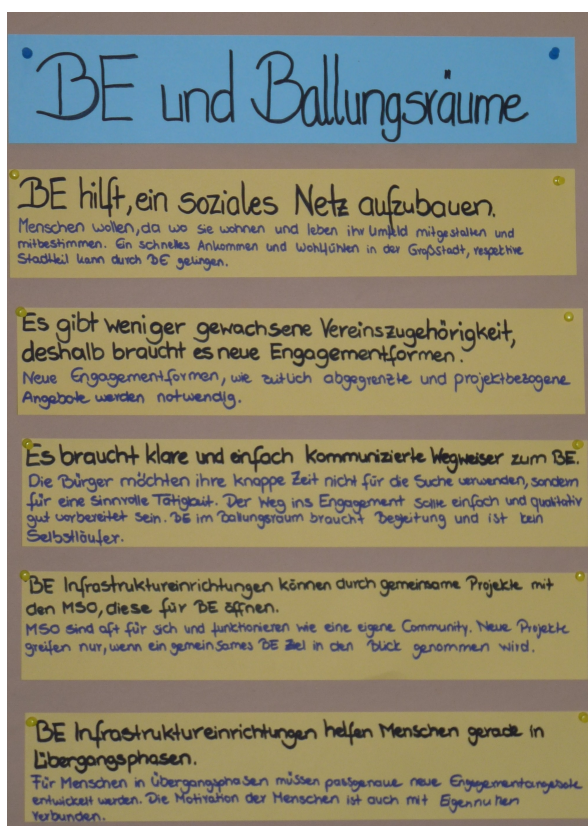 BE und Ballungsräume
BE hilft, ein soziales Netz aufzubauen.
Menschen wollen, da wo sie wohnen und leben ihr Umfeld mitgestalten und
mitbestimmen. Ein schnelles Ankommen und Wohlfühlen in der Großstadt, respektive
Stadtteil kann durch BE gelingen.
Es gibt weniger gewachsene Vereinszugehörigkeit,
deshalb braucht es neue Engagementformen.
Neue Engagementformen, wie zeitlich abgegrenzte und projektbezogene
Angebote werden notwendig.
Es braucht klare und einfach kommunizierte Wegweiser zum BE.
Die Bürger möchten ihre knappe Zeit nicht für die Suche verwenden, sondern
für eine sinnvolle Tätigkeit. Der Weg ins Engagement sollte einfach und qualitativ
gut vorbereitet sein. BE im Ballungsraum braucht Begleitung und ist kein
Selbstläufer.
BE Infrastruktureinrichtungen können durch gemeinsame Projekte mit
den MSO, diese für BE öffnen.
MSO sind oft für sich und funktionieren wie eine eigene Community. Neue Projekte
greifen nur, wenn ein gemeinsames BE Ziel in den Blick genommen wird.
BE Infrastruktureinrichtungen helfen Menschen gerade in
Übergangsphasen.
Für Menschen in Übergangsphasen müssen passgenaue neue Engagementangebote
entwickelt werden. Die Motivation der Menschen ist auch mit Eigennutzen
verbunden.